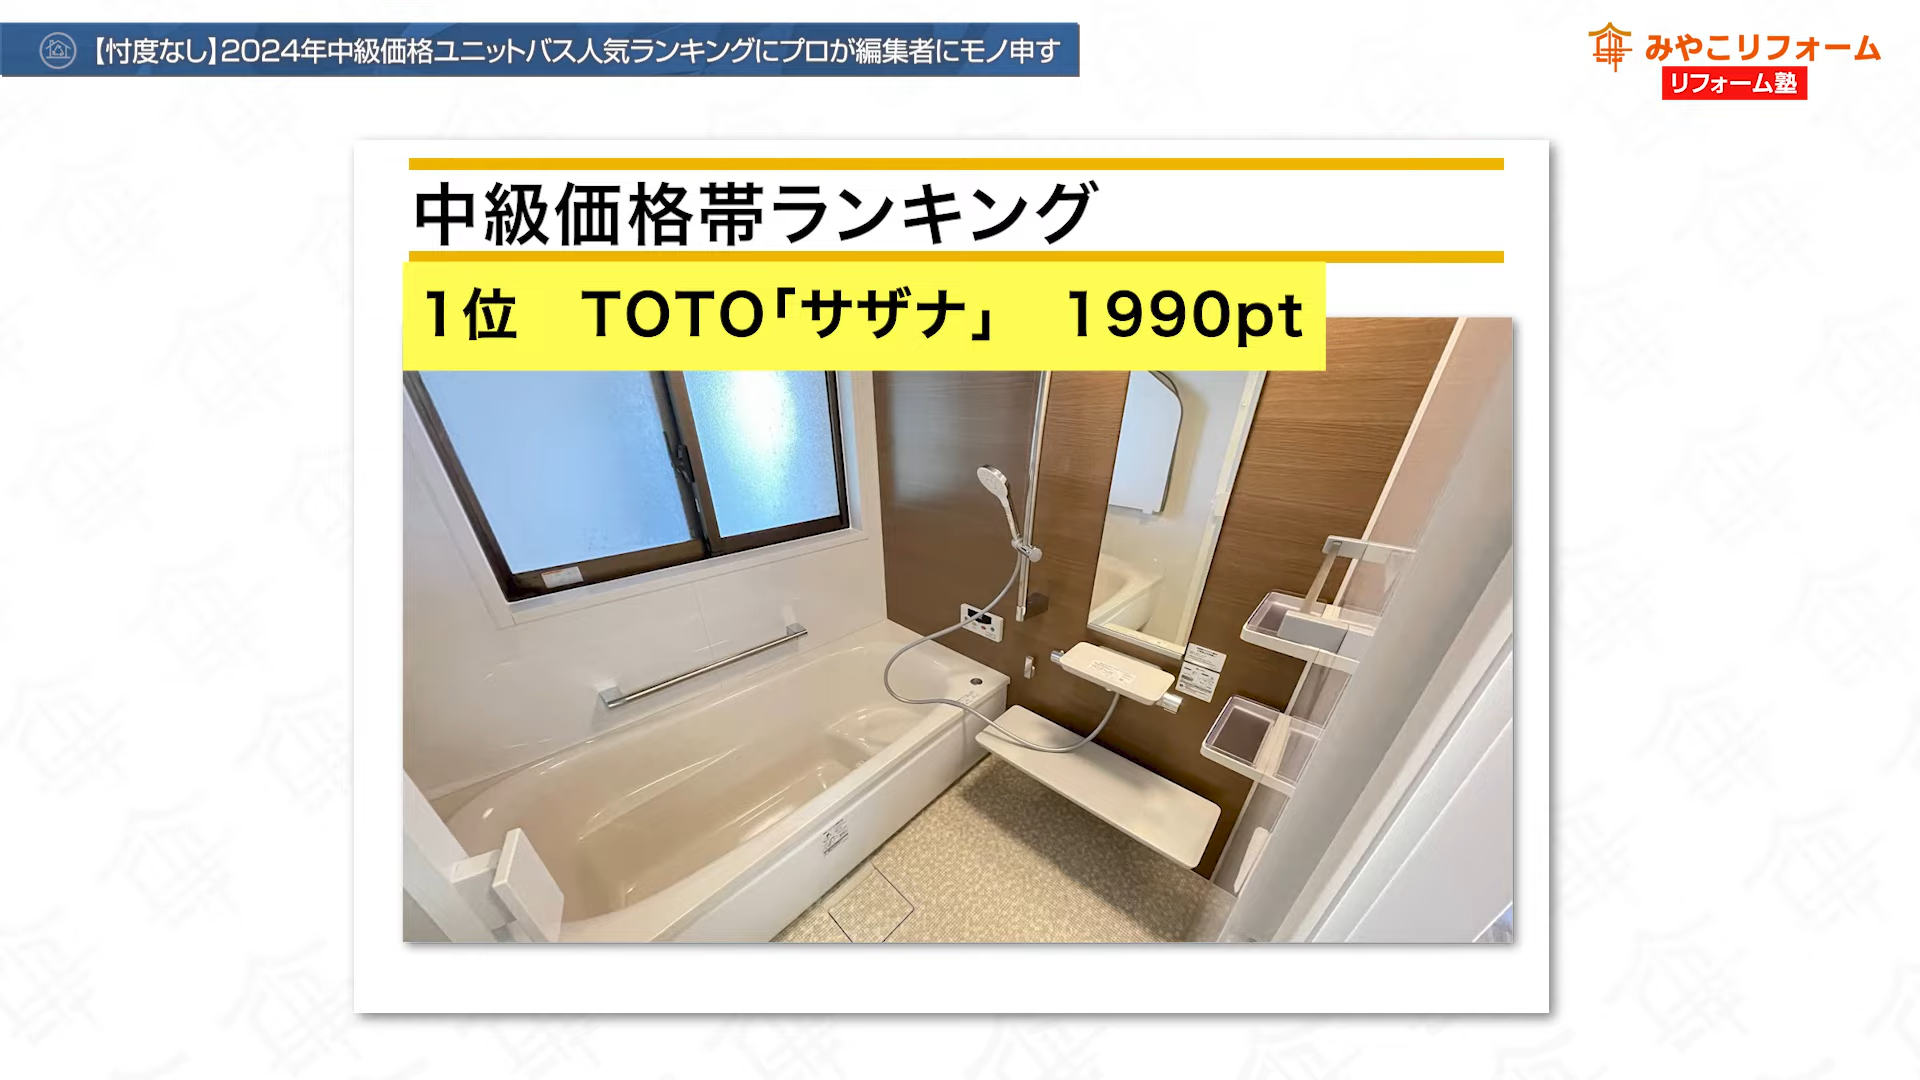 【忖度なし】2024年中級価格ユニットバス人気ランキングにプロが編集者にモノ申す
みやこリフォーム
リフォーム塾
中級価格帯ランキング
1位　TOTO「サザナ」　1990pt